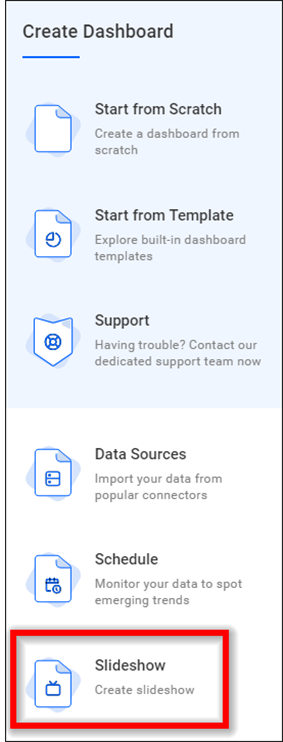 Create Dashboard
Start from Scratch
Create a dashboard from
scratch
Start from Template
Explore built-in dashboard
templates
Support
Having trouble? Contact our
dedicated support team now
Data Sources
Import your data from
popular connectors
Schedule
Monitor your data to spot
emerging trends
Slideshow
Create slideshow